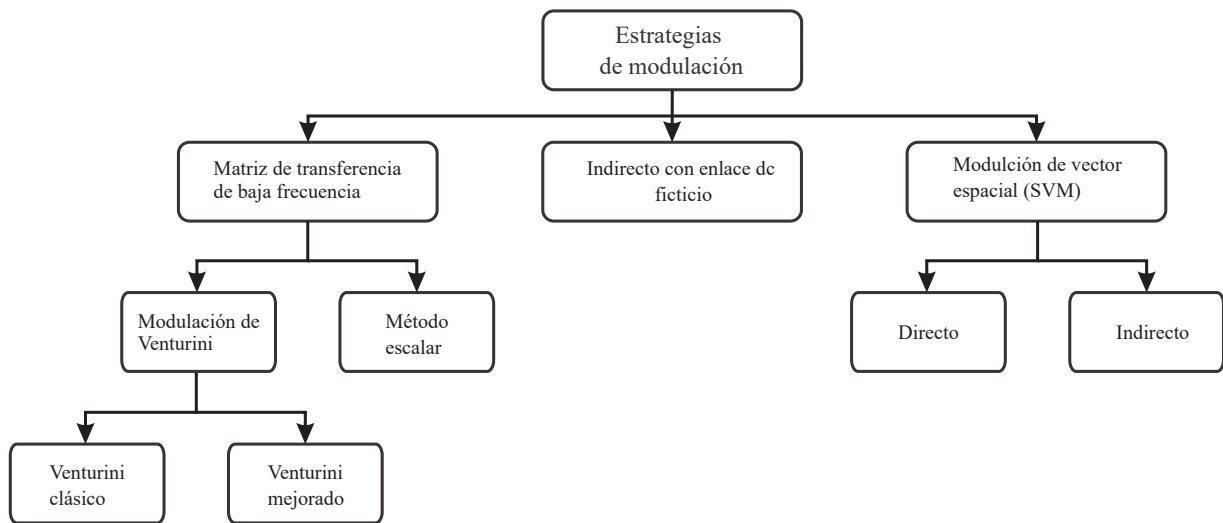 Estrategias
de modulación
Matriz de transferencia
de baja frecuencia
Indirecto con enlace dc
ficticio
Modulción de vector
espacial (SVM)
Modulación de
Venturini
Método
escalar
Directo
Indirecto
Venturini
clásico
Venturini
mejorado